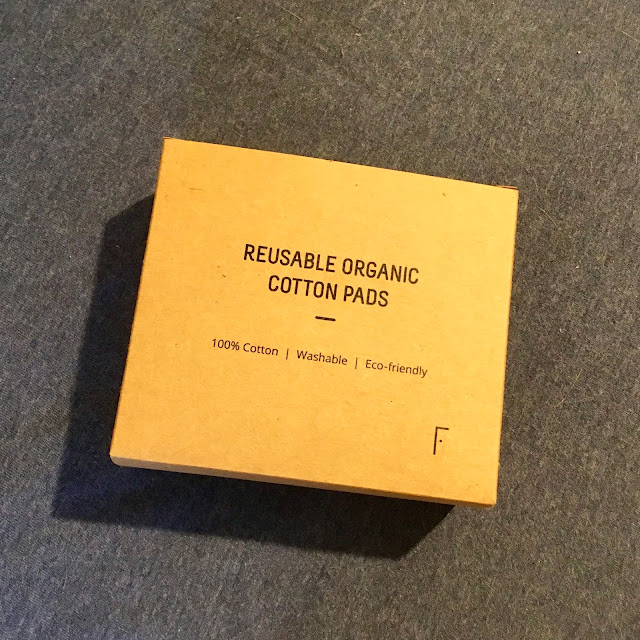 REUSABLE ORGANIC
COTTON PADS
100% Cotton | Washable | Eco-friendly
F